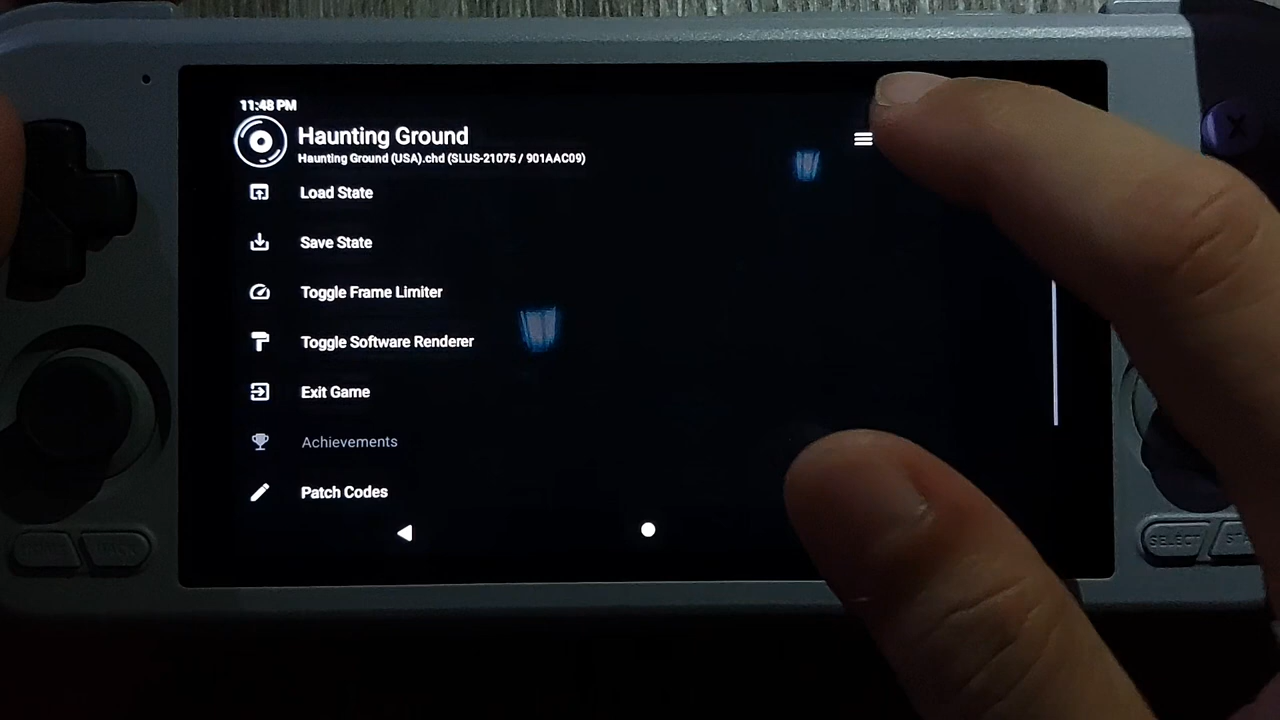 11:48 PM
Haunting Ground
Haunting Ground (USA).chd (SLUS-21075 / 901AAC09)
Load State
Save State
Toggle Frame Limiter
Toggle Software Renderer
Exit Game
Achievements
Patch Codes
SELECT
X